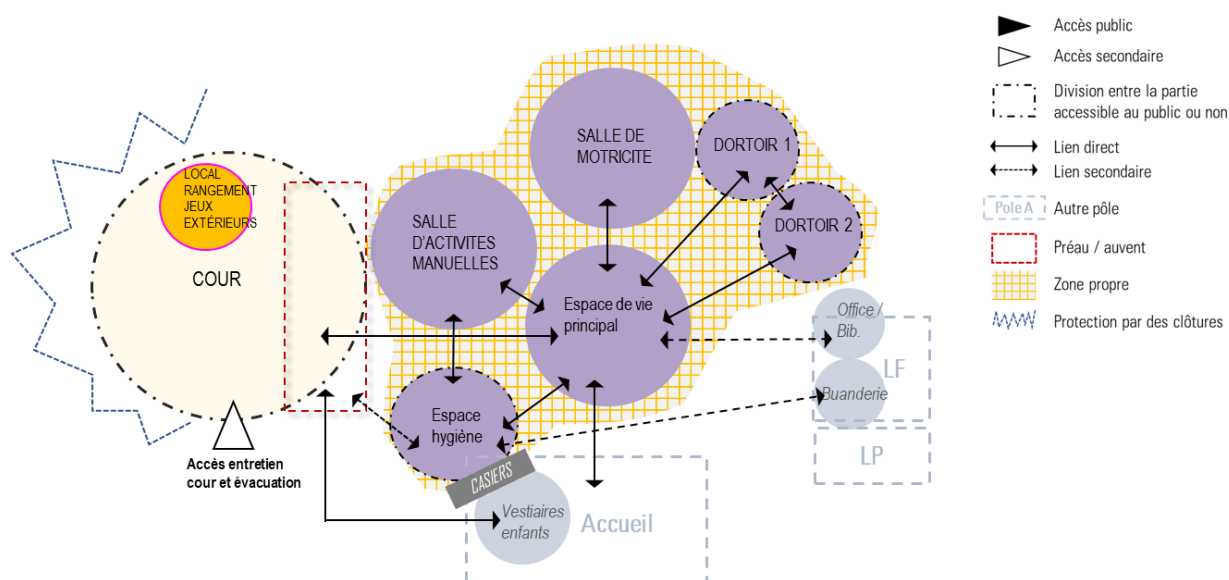 LOCAL
RANGEMENT
JEUX
EXTÉRIEURS
COUR
Accès entretien
cour et évacuation
SALLE
D'ACTIVITES
MANUELLES
SALLE DE
MOTRICITE
DORTOIR 1
DORTOIR 2
Espace de vie
principal
Espace
hygiène
CASIERS
Vestiaires
enfants
Accueil
Office /
Bib.
LF
Buanderie
LP
Accès public
Accès secondaire
Division entre la partie
accessible au public ou non
Lien direct
Lien secondaire
Pole A
Autre pôle
Préau / auvent
Zone propre
Protection par des clôtures